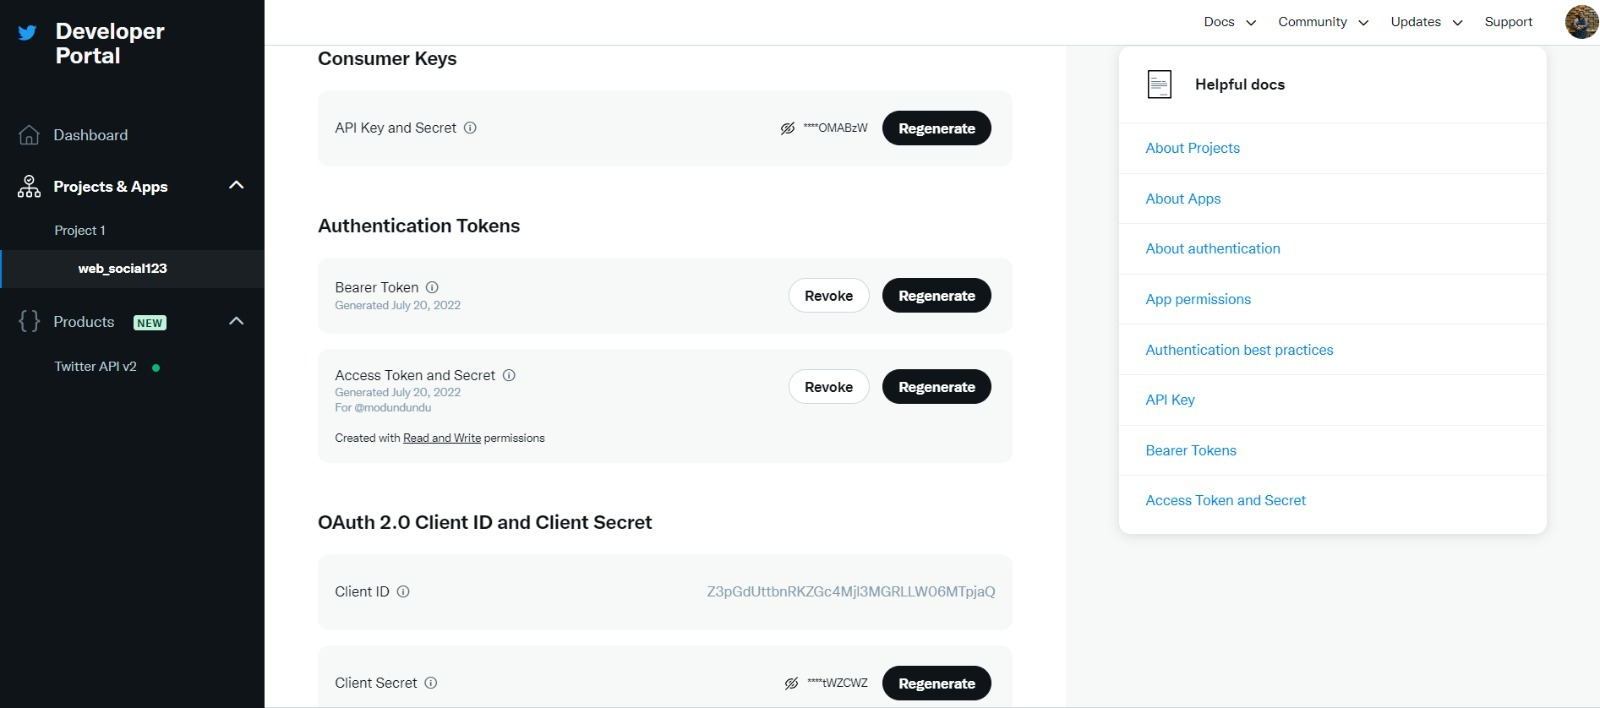 Developer
Portal
Dashboard
Projects & Apps
Project 1
web_social123
Products NEW
Twitter API v2
Docs Community Updates Support
Consumer Keys
API Key and Secret ****OMABzW Regenerate
Authentication Tokens
Bearer Token Revoke Regenerate
Generated July 20, 2022
Access Token and Secret Revoke Regenerate
Generated July 20, 2022
For @modundundu
Created with Read and Write permissions
OAuth 2.0 Client ID and Client Secret
Client ID Z3pGdUttbnRKZGc4Mjl3MGRLLW06MTpjaQ
Client Secret ****tWZCWZ Regenerate
Helpful docs
About Projects
About Apps
About authentication
App permissions
Authentication best practices
API Key
Bearer Tokens
Access Token and Secret